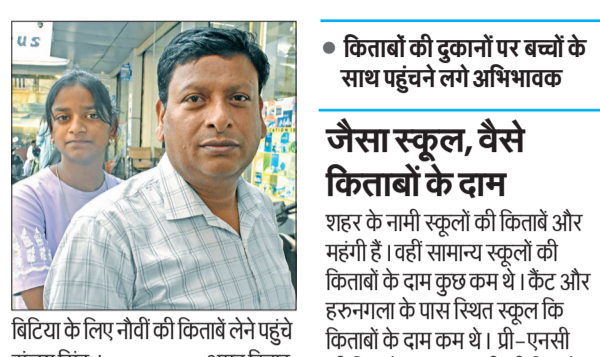 us
बिटिया के लिए नौवीं की किताबें लेने पहुंचे
किताबों की दुकानों पर बच्चों के
साथ पहुंचने लगे अभिभावक
जैसा स्कूल, वैसे
किताबों के दाम
शहर के नामी स्कूलों की किताबें और
महंगी हैं। वहीं सामान्य स्कूलों की
किताबों के दाम कुछ कम थे। कैंट और
हरुनगला के पास स्थित स्कूल कि
किताबों के दाम कम थे। प्री-एनसी